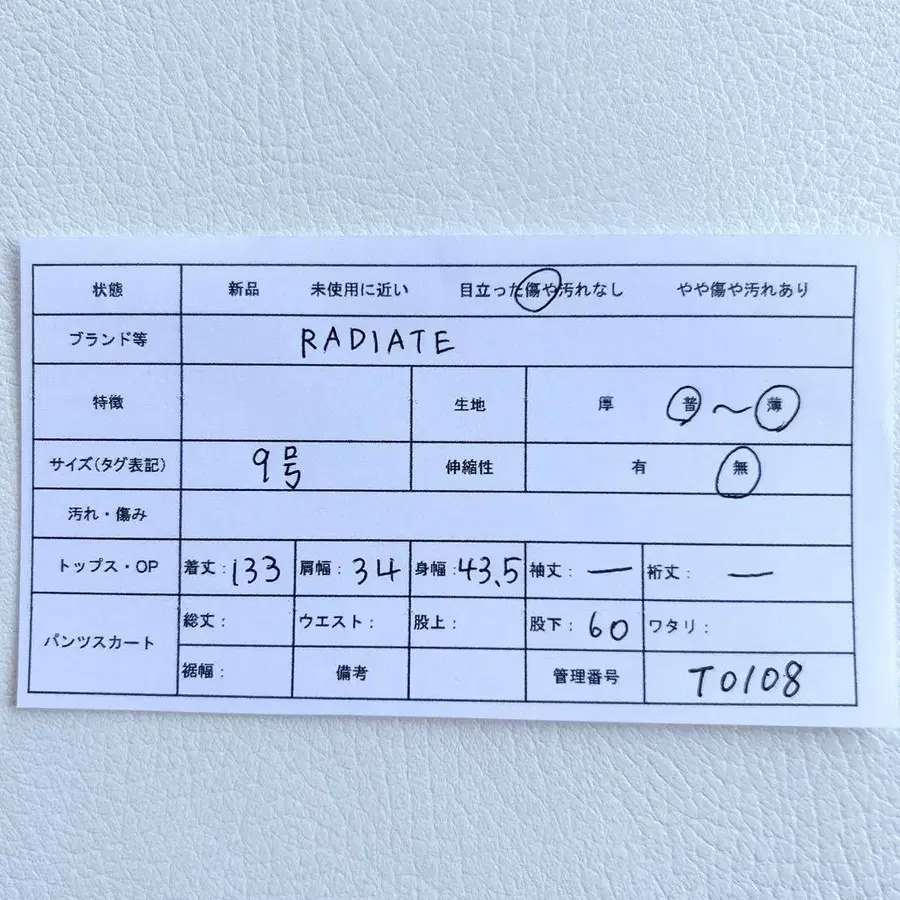 状態 新品 未使用に近い 目立った傷や汚れなし やや傷や汚れあり
ブランド等 RADIATE
特徴 生地 厚 普 〜 薄
サイズ(タグ表記) 9号 伸縮性 有 無
汚れ・傷み
トップス・OP 着丈:133 肩幅:34 身幅:43.5 袖丈:― 裄丈:―
パンツスカート 総丈: ウエスト: 股上: 股下:60 ワタリ:
裾幅: 備考 管理番号 T0108